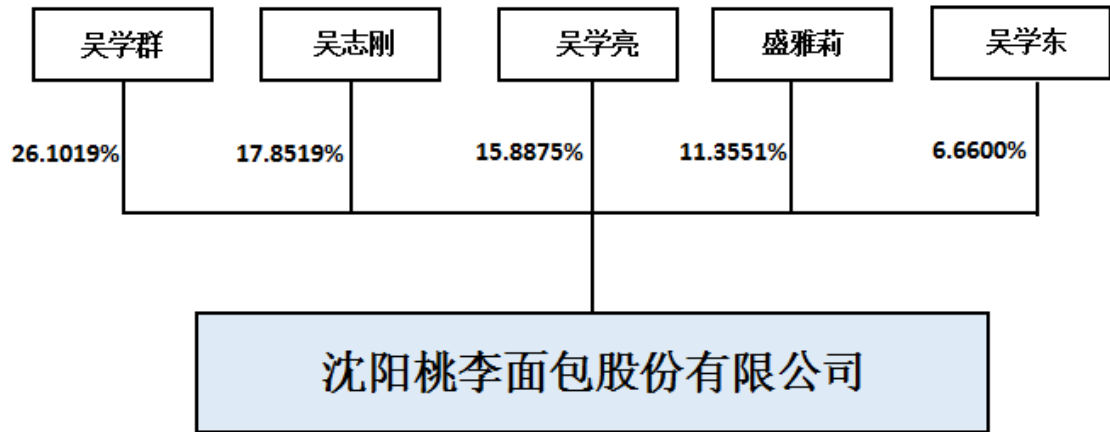 吴学群
吴志刚
吴学亮
盛雅莉
吴学东
26.1019%
17.8519%
15.8875%
11.3551%
6.6600%
沈阳桃李面包股份有限公司